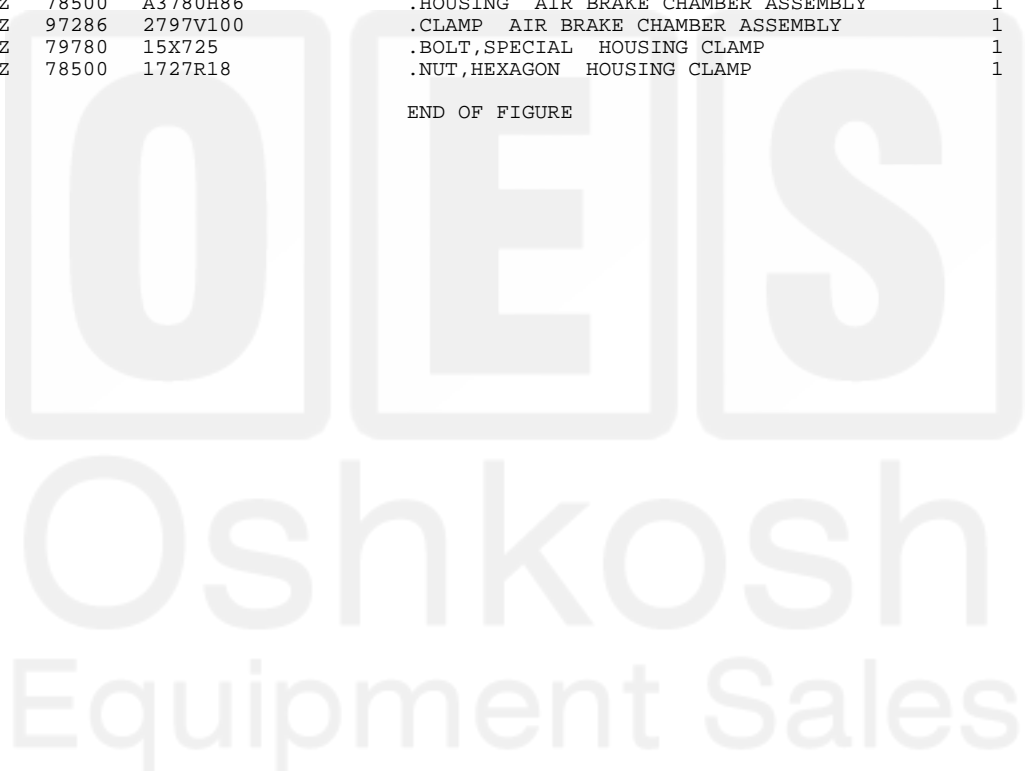 Z 78500 A3780H86 .HOUSING AIR BRAKE CHAMBER ASSEMBLY 1
Z 97286 2797V100 .CLAMP AIR BRAKE CHAMBER ASSEMBLY 1
Z 79780 15X725 .BOLT,SPECIAL HOUSING CLAMP 1
Z 78500 1727R18 .NUT,HEXAGON HOUSING CLAMP 1
END OF FIGURE
OES
Oshkosh
Equipment Sales